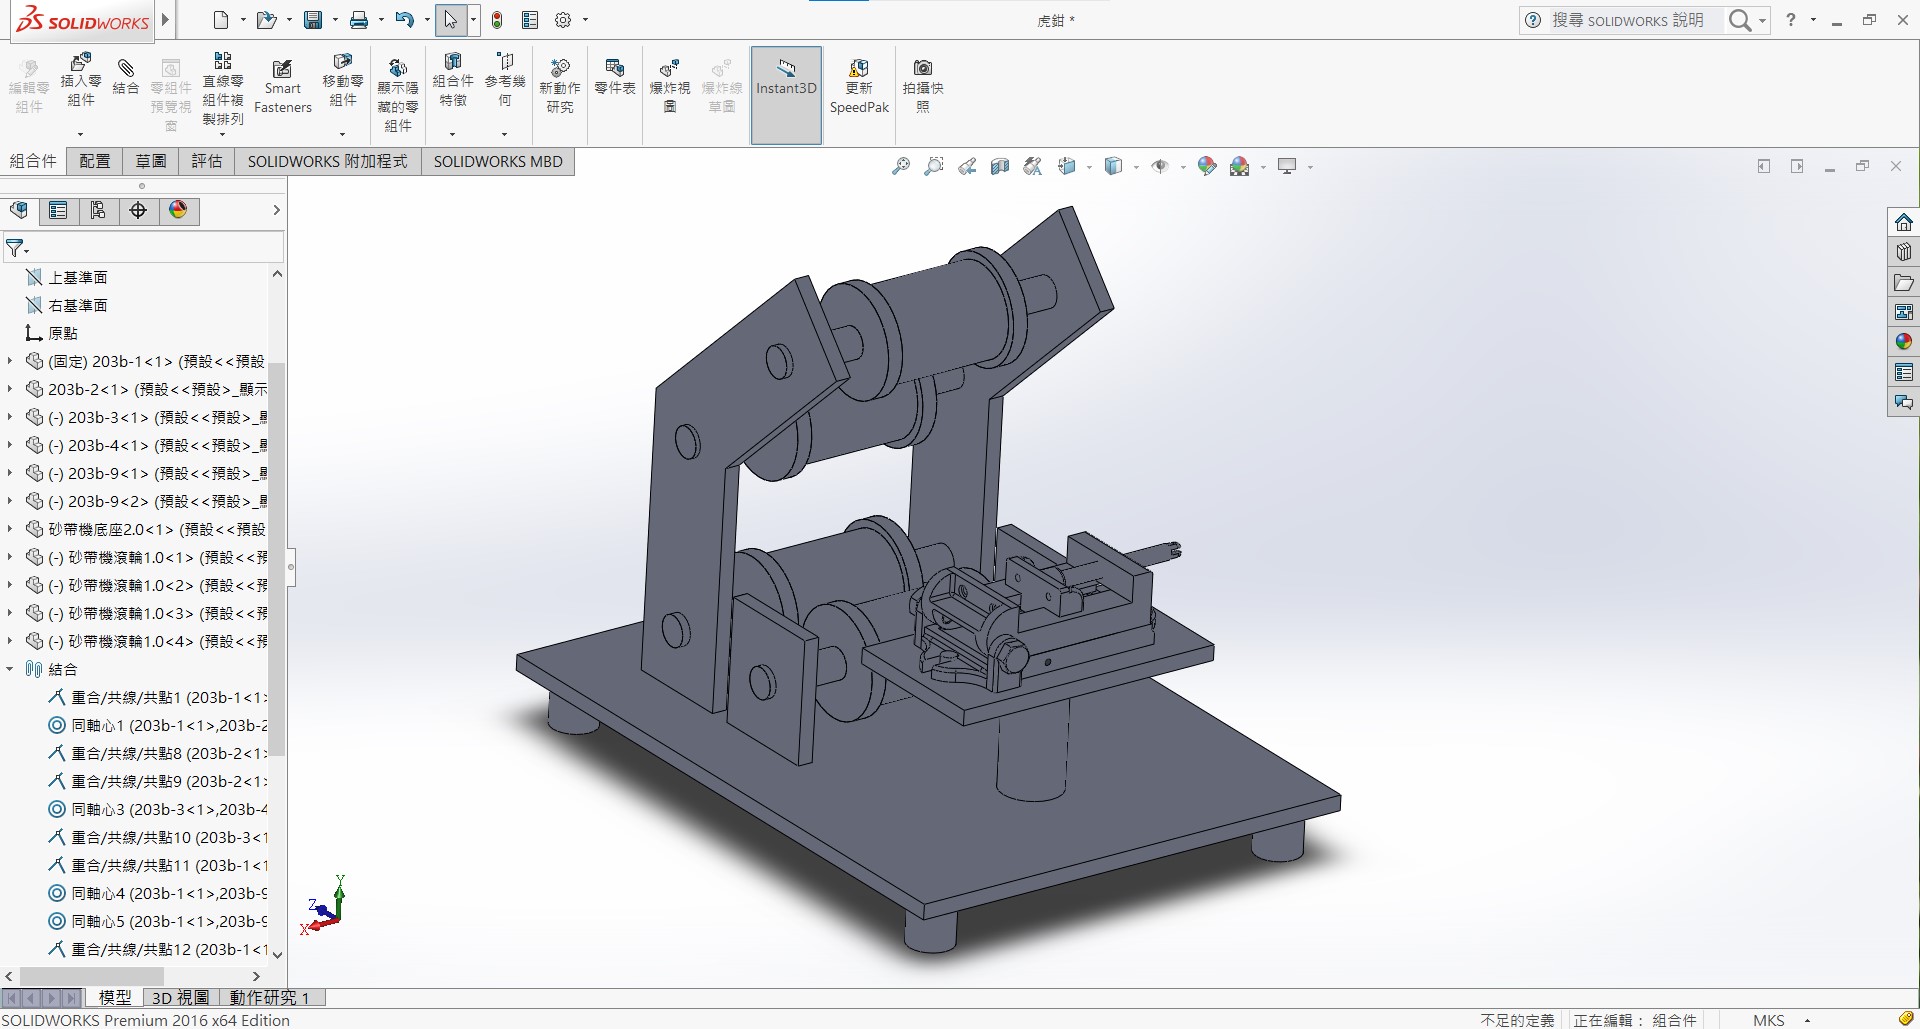 SOLIDWORKS
虎鉗 *
搜尋 SOLIDWORKS 說明
?
編輯零
組件
插入零
組件
結合
零組件
預覽視
窗
直線零
組件複
製排列
Smart
Fasteners
移動零
組件
顯示隱
藏的零
組件
組合件
特徵
參考幾
何
新動作
研究
零件表
爆炸視
圖
爆炸線
草圖
Instant3D
更新
SpeedPak
拍攝快
照
組合件 配置 草圖 評估 SOLIDWORKS 附加程式 SOLIDWORKS MBD
上基準面
右基準面
原點
(固定) 203b-1<1> (預設<<預設
203b-2<1> (預設<<預設>_顯示
(-) 203b-3<1> (預設<<預設>_
(-) 203b-4<1> (預設<<預設>_
(-) 203b-9<1> (預設<<預設>_
(-) 203b-9<2> (預設<<預設>_
砂帶機底座2.0<1> (預設<<預設
(-) 砂帶機滾輪1.0<1> (預設<<預
(-) 砂帶機滾輪1.0<2> (預設<<預
(-) 砂帶機滾輪1.0<3> (預設<<預
(-) 砂帶機滾輪1.0<4> (預設<<預
結合
重合/共線/共點1 (203b-1<1>
同軸心1 (203b-1<1>,203b-2
重合/共線/共點8 (203b-2<1>
重合/共線/共點9 (203b-2<1>
同軸心3 (203b-3<1>,203b-4
重合/共線/共點10 (203b-3<1
重合/共線/共點11 (203b-1<1
同軸心4 (203b-1<1>,203b-9
同軸心5 (203b-1<1>,203b-9
重合/共線/共點12 (203b-1<1
Y
Z
X
模型 3D 視圖 動作研究 1
SOLIDWORKS Premium 2016 x64 Edition
不足的定義 正在編輯： 組合件 MKS